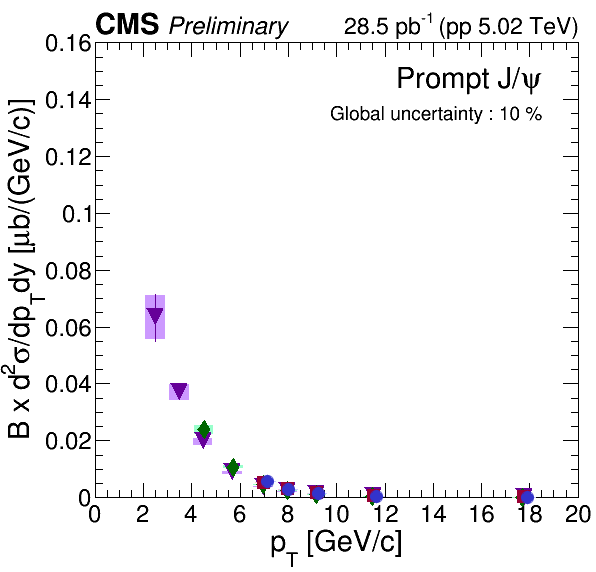 CMS Preliminary 28.5 pb⁻¹ (pp 5.02 TeV)
Prompt J/ψ
Global uncertainty : 10 %
B x d²σ/dp_T dy [μb/(GeV/c)]
0.16
0.14
0.12
0.1
0.08
0.06
0.04
0.02
0
0 2 4 6 8 10 12 14 16 18 20
p_T [GeV/c]